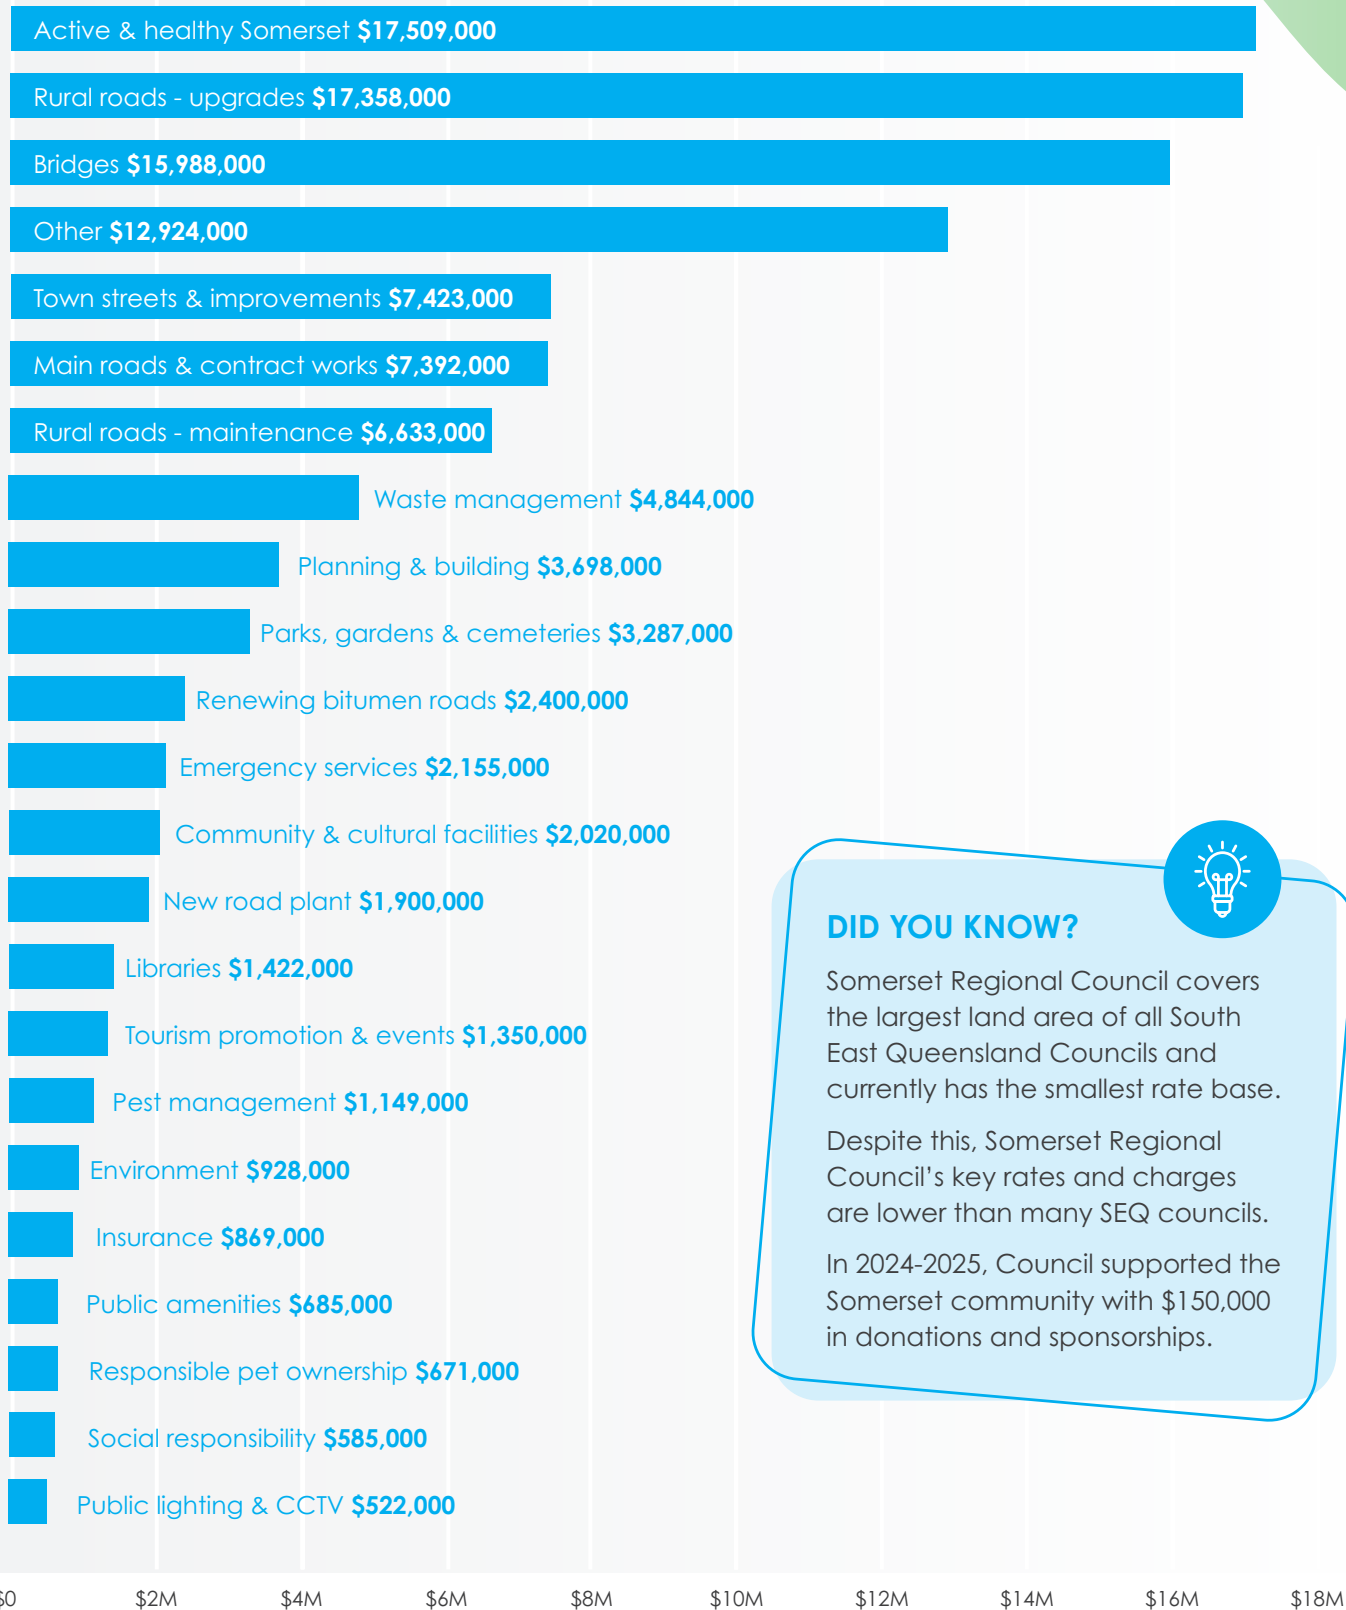 Active & healthy Somerset $17,509,000
Rural roads - upgrades $17,358,000
Bridges $15,988,000
Other $12,924,000
Town streets & improvements $7,423,000
Main roads & contract works $7,392,000
Rural roads - maintenance $6,633,000
Waste management $4,844,000
Planning & building $3,698,000
Parks, gardens & cemeteries $3,287,000
Renewing bitumen roads $2,400,000
Emergency services $2,155,000
Community & cultural facilities $2,020,000
New road plant $1,900,000
Libraries $1,422,000
Tourism promotion & events $1,350,000
Pest management $1,149,000
Environment $928,000
Insurance $869,000
Public amenities $685,000
Responsible pet ownership $671,000
Social responsibility $585,000
Public lighting & CCTV $522,000
DID YOU KNOW?
Somerset Regional Council covers
the largest land area of all South
East Queensland Councils and
currently has the smallest rate base.
Despite this, Somerset Regional
Council’s key rates and charges
are lower than many SEQ councils.
In 2024-2025, Council supported the
Somerset community with $150,000
in donations and sponsorships.
$0 $2M $4M $6M $8M $10M $12M $14M $16M $18M